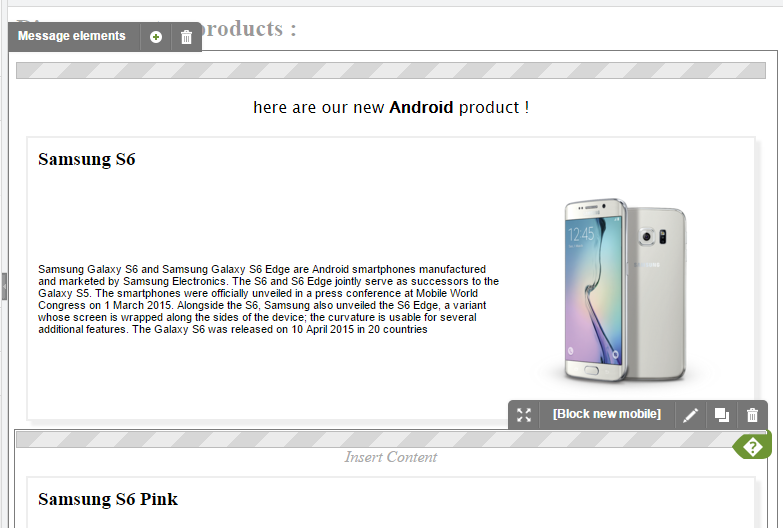 products :
Message elements
here are our new Android product !
Samsung S6
Samsung Galaxy S6 and Samsung Galaxy S6 Edge are Android smartphones manufactured
and marketed by Samsung Electronics. The S6 and S6 Edge jointly serve as successors to the
Galaxy S5. The smartphones were officially unveiled in a press conference at Mobile World
Congress on 1 March 2015. Alongside the S6, Samsung also unveiled the S6 Edge, a variant
whose screen is wrapped along the sides of the device; the curvature is usable for several
additional features. The Galaxy S6 was released on 10 April 2015 in 20 countries
12:45
SAMSUNG
[Block new mobile]
?
Insert Content
Samsung S6 Pink